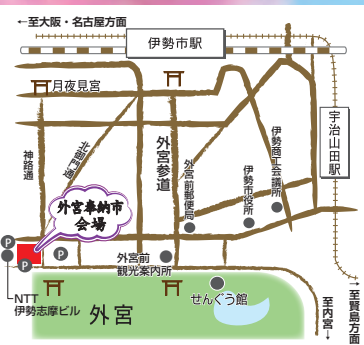 ←至大阪・名古屋方面
伊勢市駅
月夜見宮
宇治山田駅
神路通
北御門通
外宮参道
外宮前郵便局
伊勢市役所
伊勢商工会議所
外宮奉納市
会場
P
P
P
外宮前
観光案内所
せんぐう館
NTT
伊勢志摩ビル
外宮
至内宮→
至賢島方面→